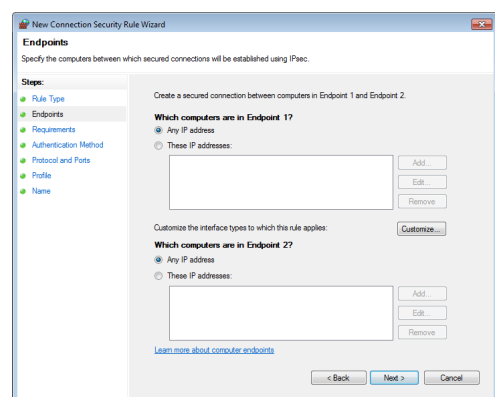 New Connection Security Rule Wizard
Endpoints
Specify the computers between which secured connections will be established using IPsec.
Steps:
Rule Type
Endpoints
Requirements
Authentication Method
Protocol and Ports
Profile
Name
Create a secured connection between computers in Endpoint 1 and Endpoint 2.
Which computers are in Endpoint 1?
Any IP address
These IP addresses:
Add...
Edit...
Remove
Customize the interface types to which this rule applies:
Customize...
Which computers are in Endpoint 2?
Any IP address
These IP addresses:
Add...
Edit...
Remove
Learn more about computer endpoints
< Back
Next >
Cancel